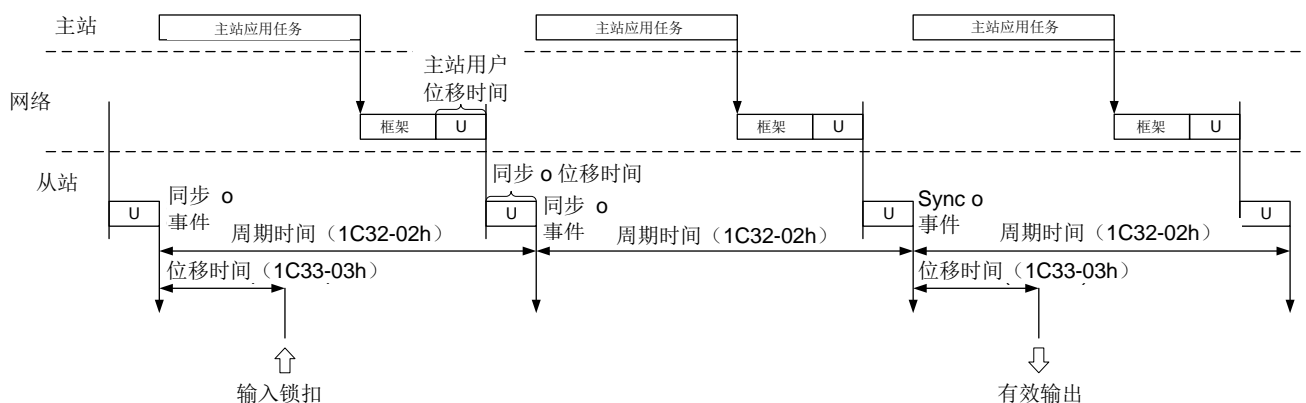 主站
主站应用任务
主站应用任务
主站应用任务
网络
主站用户
位移时间
框架
U
框架
U
框架
U
从站
U
同步 o
事件
同步 o 位移时间
U
同步 o
事件
U
Sync o
事件
U
周期时间（1C32-02h）
周期时间（1C32-02h）
周期时间（1C32-02h）
位移时间（1C33-03h）
位移时间（1C33-03h）
输入锁扣
有效输出